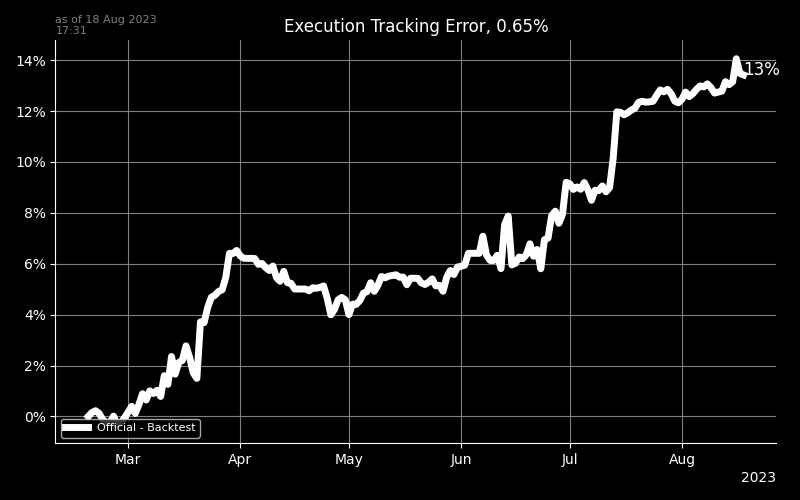 as of 18 Aug 2023
17:31
Execution Tracking Error, 0.65%
14%
13%
12%
10%
8%
6%
4%
2%
0%
Official - Backtest
Mar Apr May Jun Jul Aug
2023